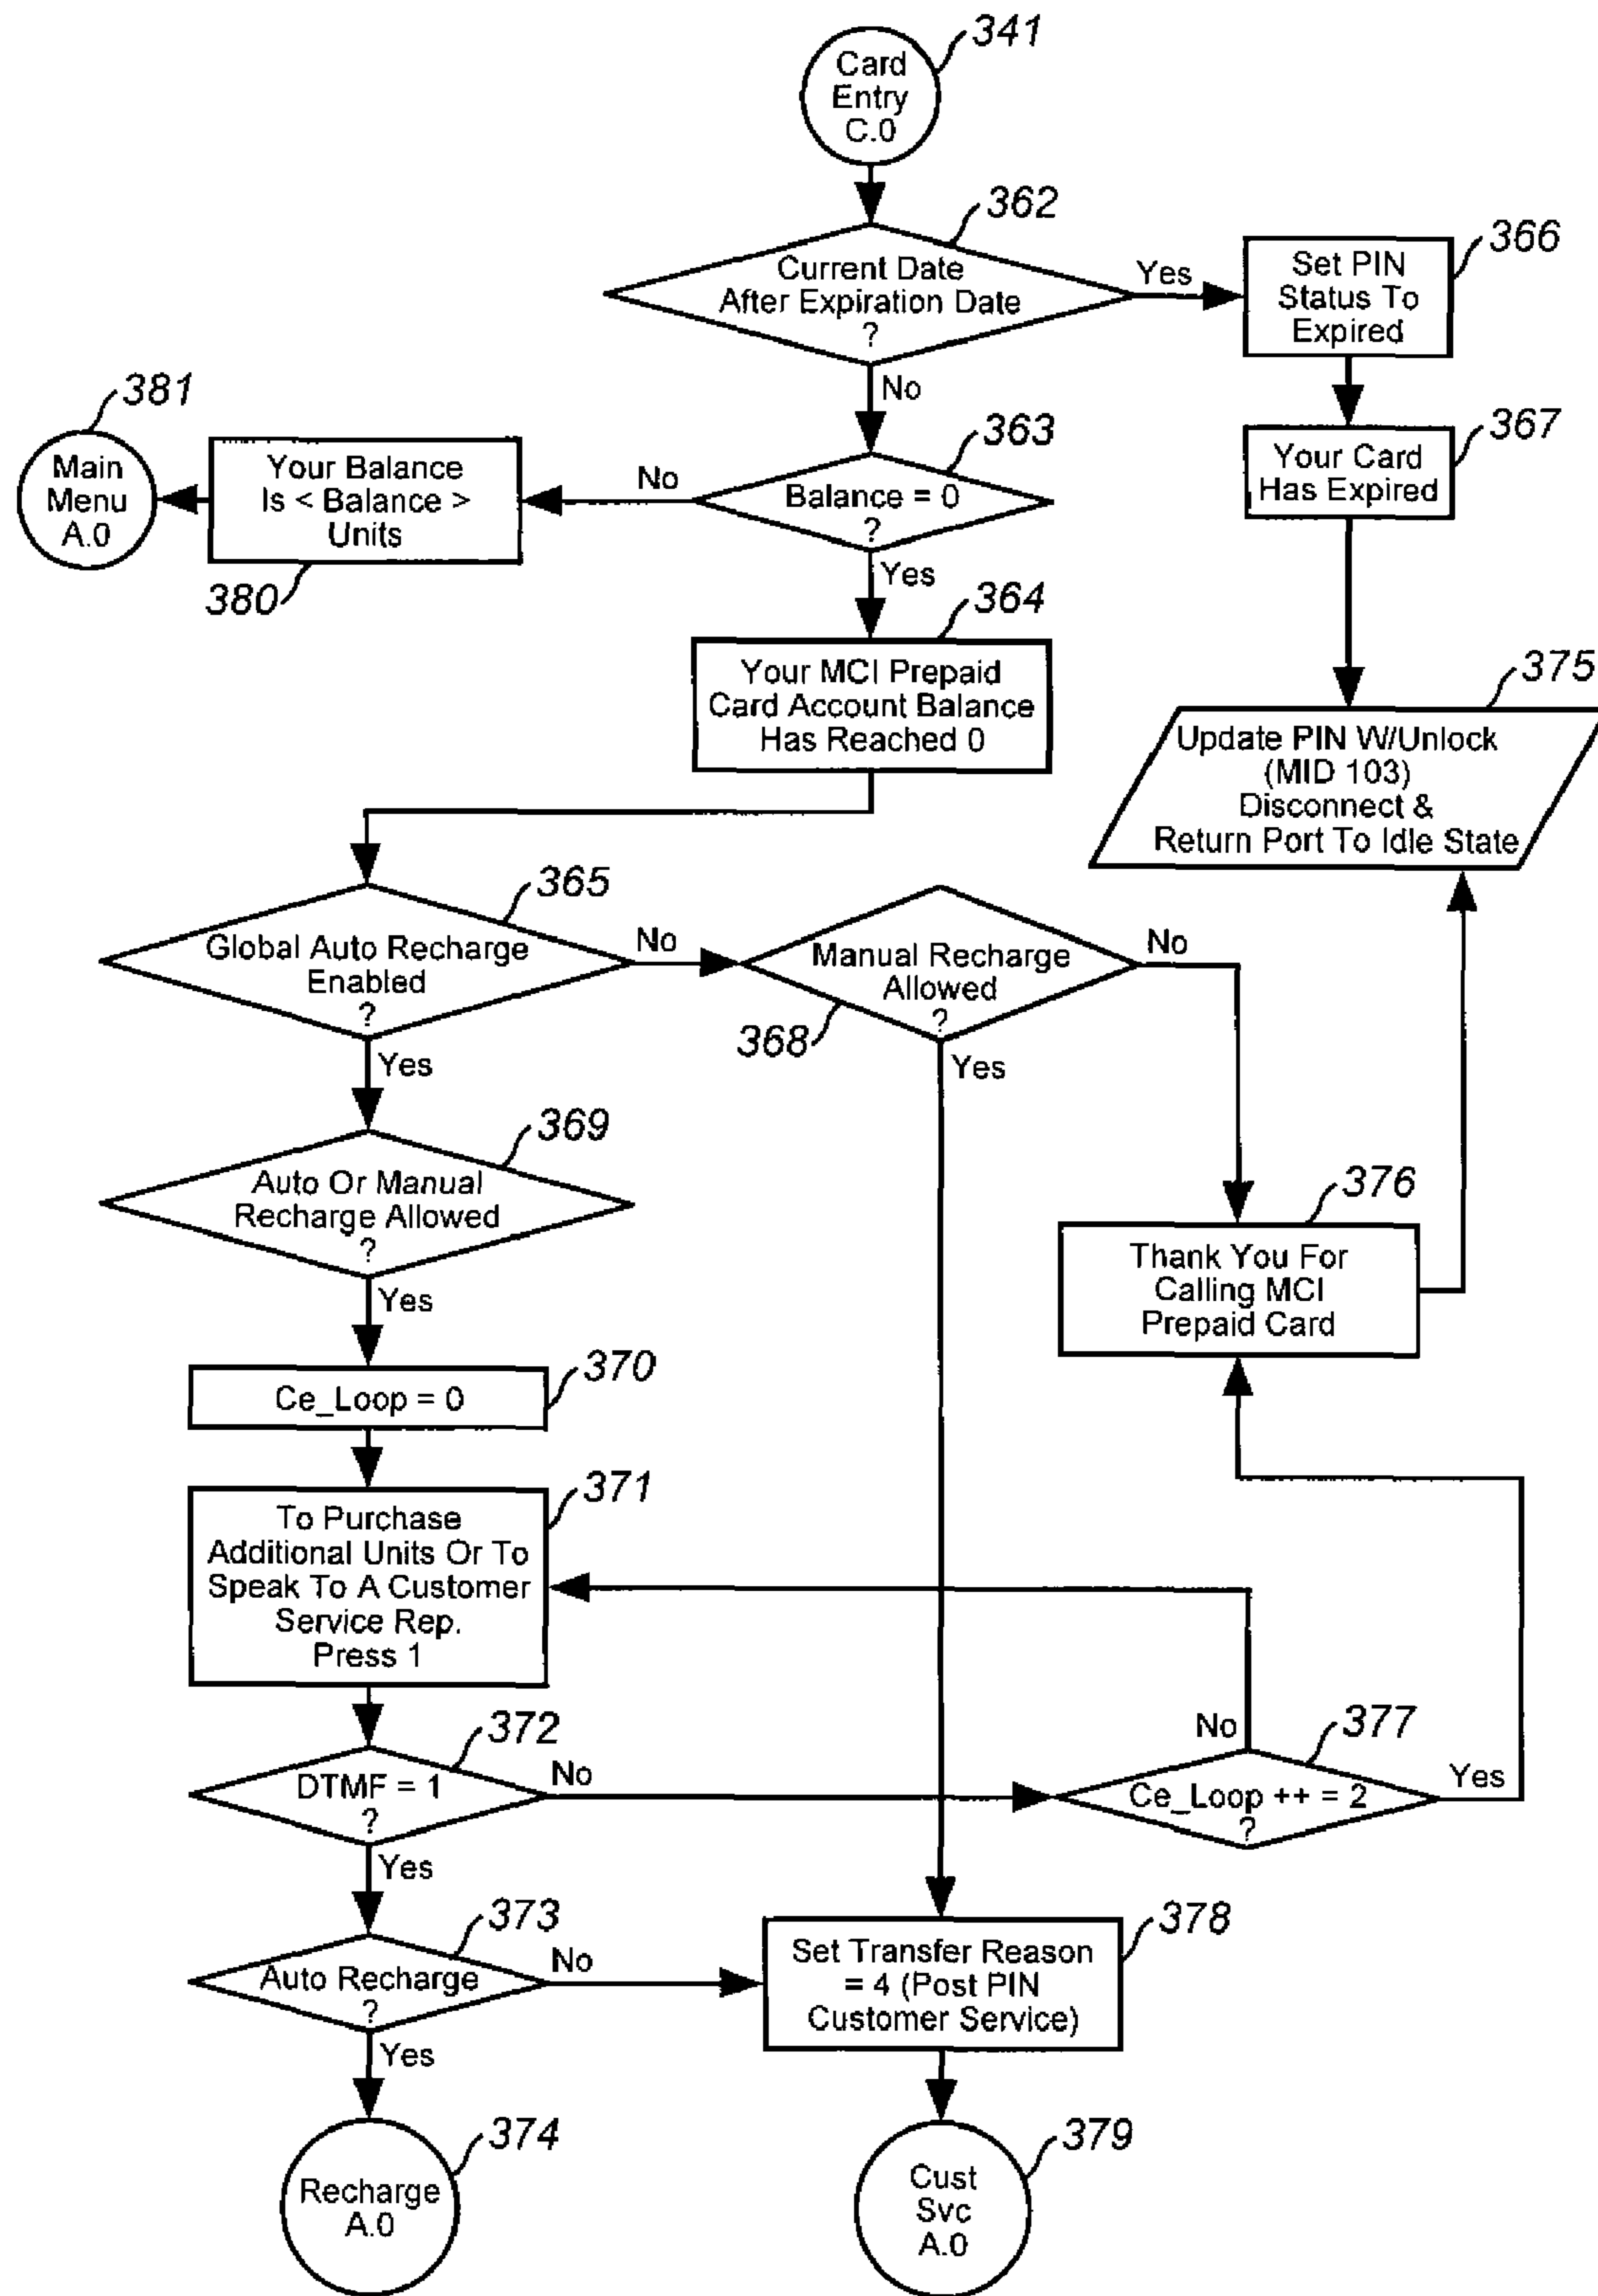 341
Card
Entry
C.0
362
Current Date
After Expiration Date
?
Yes
366
Set PIN
Status To
Expired
No
381
Main
Menu
A.0
Your Balance
Is < Balance >
Units
380
No
363
Balance = 0
?
367
Your Card
Has Expired
Yes
364
Your MCI Prepaid
Card Account Balance
Has Reached 0
375
Update PIN W/Unlock
(MID 103)
Disconnect &
Return Port To Idle State
365
Global Auto Recharge
Enabled
?
No
Manual Recharge
Allowed
?
368
No
Yes
Yes
369
Auto Or Manual
Recharge Allowed
?
376
Thank You For
Calling MCI
Prepaid Card
Yes
370
Ce_Loop = 0
371
To Purchase
Additional Units Or To
Speak To A Customer
Service Rep.
Press 1
372
DTMF = 1
?
No
No
377
Ce_Loop ++ = 2
?
Yes
Yes
373
Auto Recharge
?
No
378
Set Transfer Reason
= 4 (Post PIN
Customer Service)
Yes
374
Recharge
A.0
379
Cust
Svc
A.0